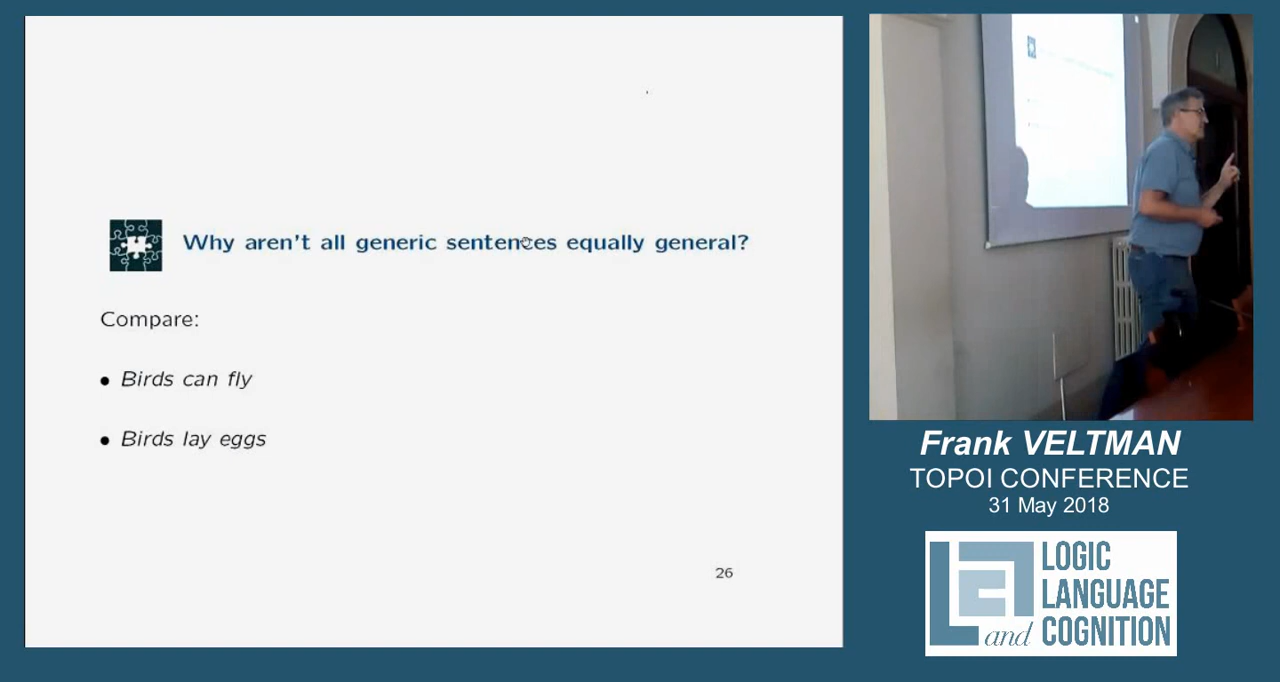 Why aren't all generic sentences equally general?
Compare:
• Birds can fly
• Birds lay eggs
26
Frank VELTMAN
TOPOI CONFERENCE
31 May 2018
LOGIC
LANGUAGE
and COGNITION